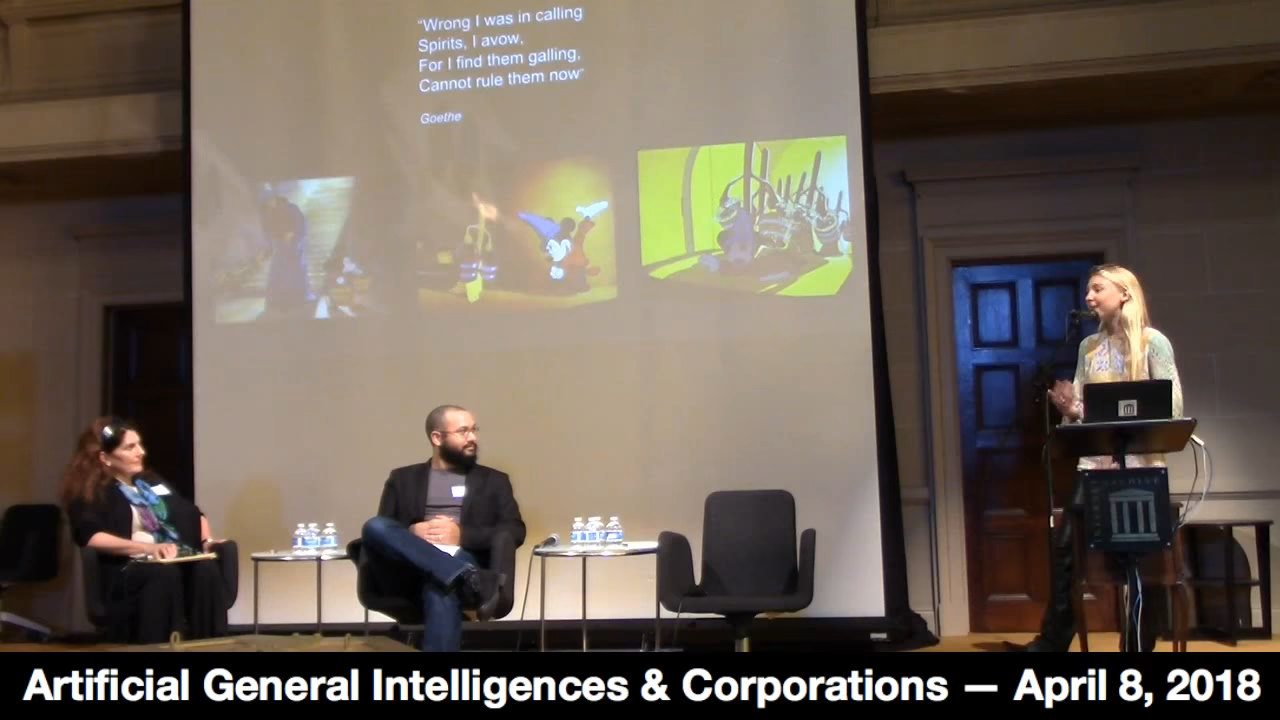 “Wrong I was in calling
Spirits, I avow,
For I find them galling,
Cannot rule them now”
Goethe
Artificial General Intelligences & Corporations — April 8, 2018